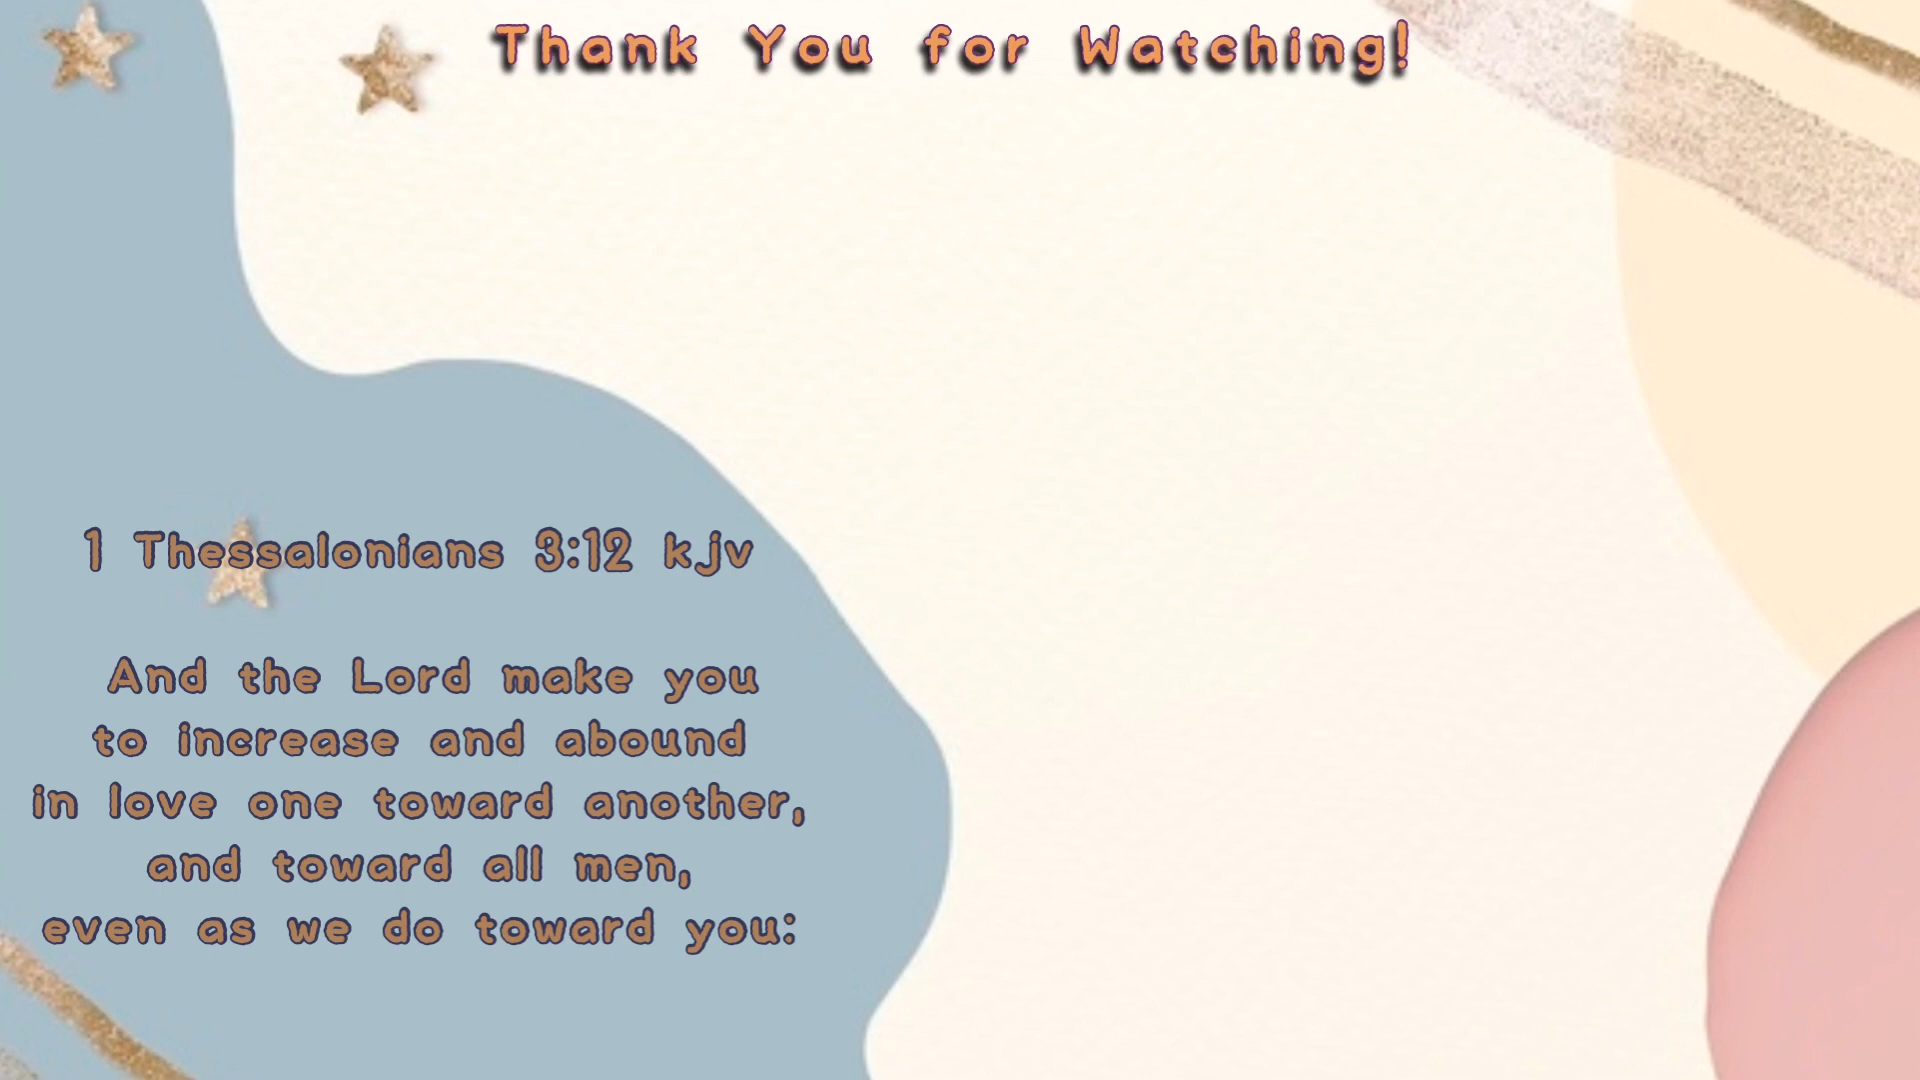 Thank You for Watching!
1 Thessalonians 3:12 kjv
And the Lord make you
to increase and abound
in love one toward another,
and toward all men,
even as we do toward you: